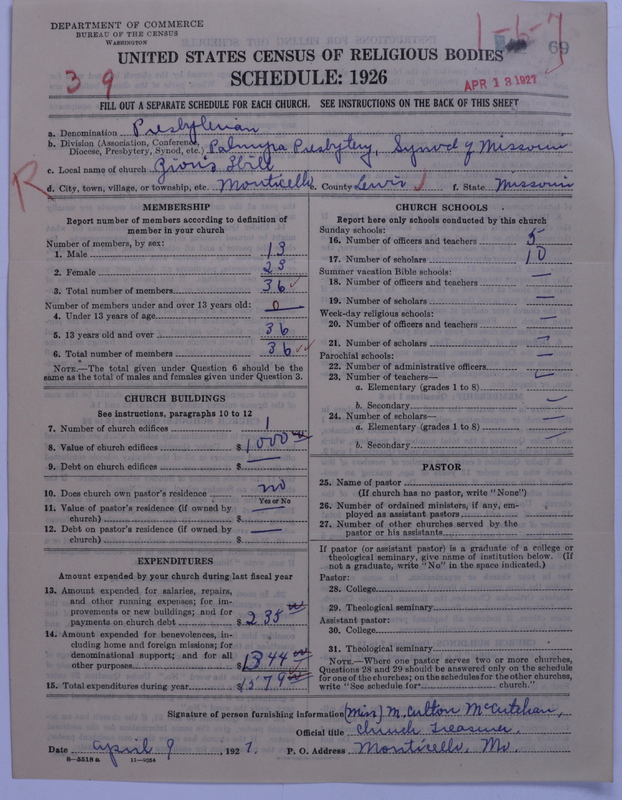 DEPARTMENT OF COMMERCE
BUREAU OF THE CENSUS
WASHINGTON
1-6-7
69
UNITED STATES CENSUS OF RELIGIOUS BODIES
39
SCHEDULE: 1926
APR 18 1927
FILL OUT A SEPARATE SCHEDULE FOR EACH CHURCH. SEE INSTRUCTIONS ON THE BACK OF THIS SHEET
a. Denomination Presbyterian
b. Division (Association, Conference, Diocese, Presbytery, Synod, etc.) Palmyra Presbytery, Synod of Missouri
c. Local name of church Zion's Hill
R
d. City, town, village, or township, etc. Monticello e. County Lewis f. State Missouri
MEMBERSHIP
Report number of members according to definition of
member in your church
Number of members, by sex:
1. Male 13
2. Female 23
3. Total number of members 36
Number of members under and over 13 years old:
4. Under 13 years of age 0
5. 13 years old and over 36
6. Total number of members 36
NOTE.—The total given under Question 6 should be
same as the total of males and females given under Question 3.
CHURCH BUILDINGS
See instructions, paragraphs 10 to 12
7. Number of church edifices 1
8. Value of church edifices $ 1000 00
9. Debt on church edifices $ —
10. Does church own pastor's residence no
Yes or No
11. Value of pastor's residence (if owned by
church) $ —
12. Debt on pastor's residence (if owned by
church) $ —
EXPENDITURES
Amount expended by your church during last fiscal year
13. Amount expended for salaries, repairs,
and other running expenses; for im-
provements or new buildings; and for
payments on church debt $ 235 00
14. Amount expended for benevolences, in-
cluding home and foreign missions; for
denominational support; and for all
other purposes $ 1344 00
15. Total expenditures during year $ 1579 00
CHURCH SCHOOLS
Report here only schools conducted by this church
Sunday schools:
16. Number of officers and teachers 5
17. Number of scholars 10
Summer vacation Bible schools:
18. Number of officers and teachers —
19. Number of scholars —
Week-day religious schools:
20. Number of officers and teachers —
21. Number of scholars —
Parochial schools:
22. Number of administrative officers —
23. Number of teachers—
a. Elementary (grades 1 to 8) —
b. Secondary —
24. Number of scholars—
a. Elementary (grades 1 to 8) —
b. Secondary —
PASTOR
25. Name of pastor
(If church has no pastor, write "None")
26. Number of ordained ministers, if any, em-
ployed as assistant pastors
27. Number of other churches served by the
pastor or his assistants
If pastor (or assistant pastor) is a graduate of a college or
theological seminary, give name of institution below. (If
not a graduate, write "No" in the space indicated.)
Pastor:
28. College
29. Theological seminary
Assistant pastor:
30. College
31. Theological seminary
NOTE.—Where one pastor serves two or more churches,
Questions 28 and 29 should be answered only on the schedule
for one of the churches; on the schedules for the other churches,
write "See schedule for church."
Signature of person furnishing information (Miss) M. Culton McCutchan,
Official title Church Treasurer,
Date April 9, 1927. P. O. Address Monticello, Mo.
8—5518 a 11—9254